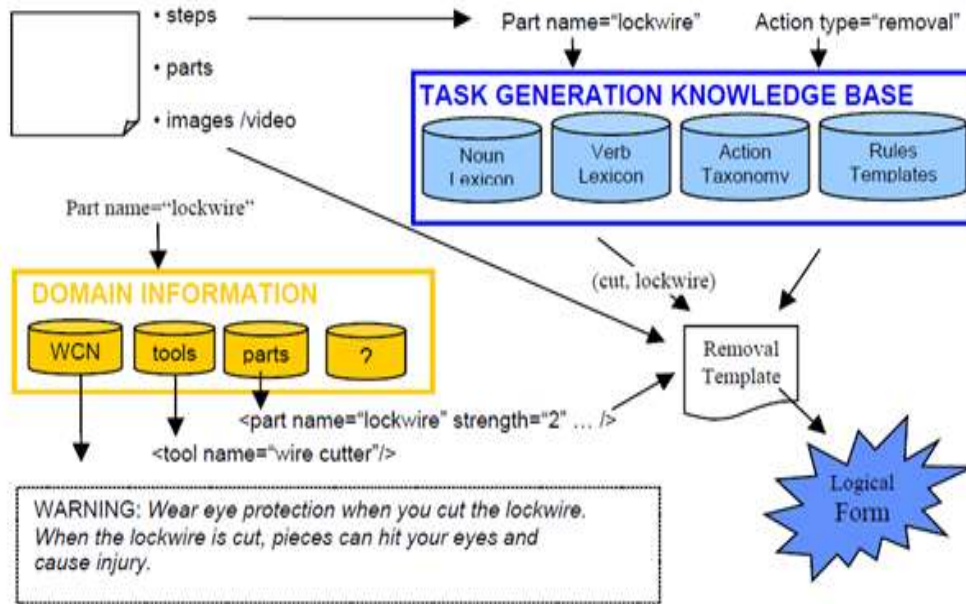 • steps
Part name=“lockwire”
Action type=“removal”
• parts
• images /video
TASK GENERATION KNOWLEDGE BASE
Noun
Lexicon
Verb
Lexicon
Action
Taxonomy
Rules
Templates
Part name=“lockwire”
(cut, lockwire)
DOMAIN INFORMATION
WCN
tools
parts
?
Removal
Template
<part name=“lockwire” strength=“2” … />
<tool name=“wire cutter”/>
Logical
Form
WARNING: Wear eye protection when you cut the lockwire.
When the lockwire is cut, pieces can hit your eyes and
cause injury.